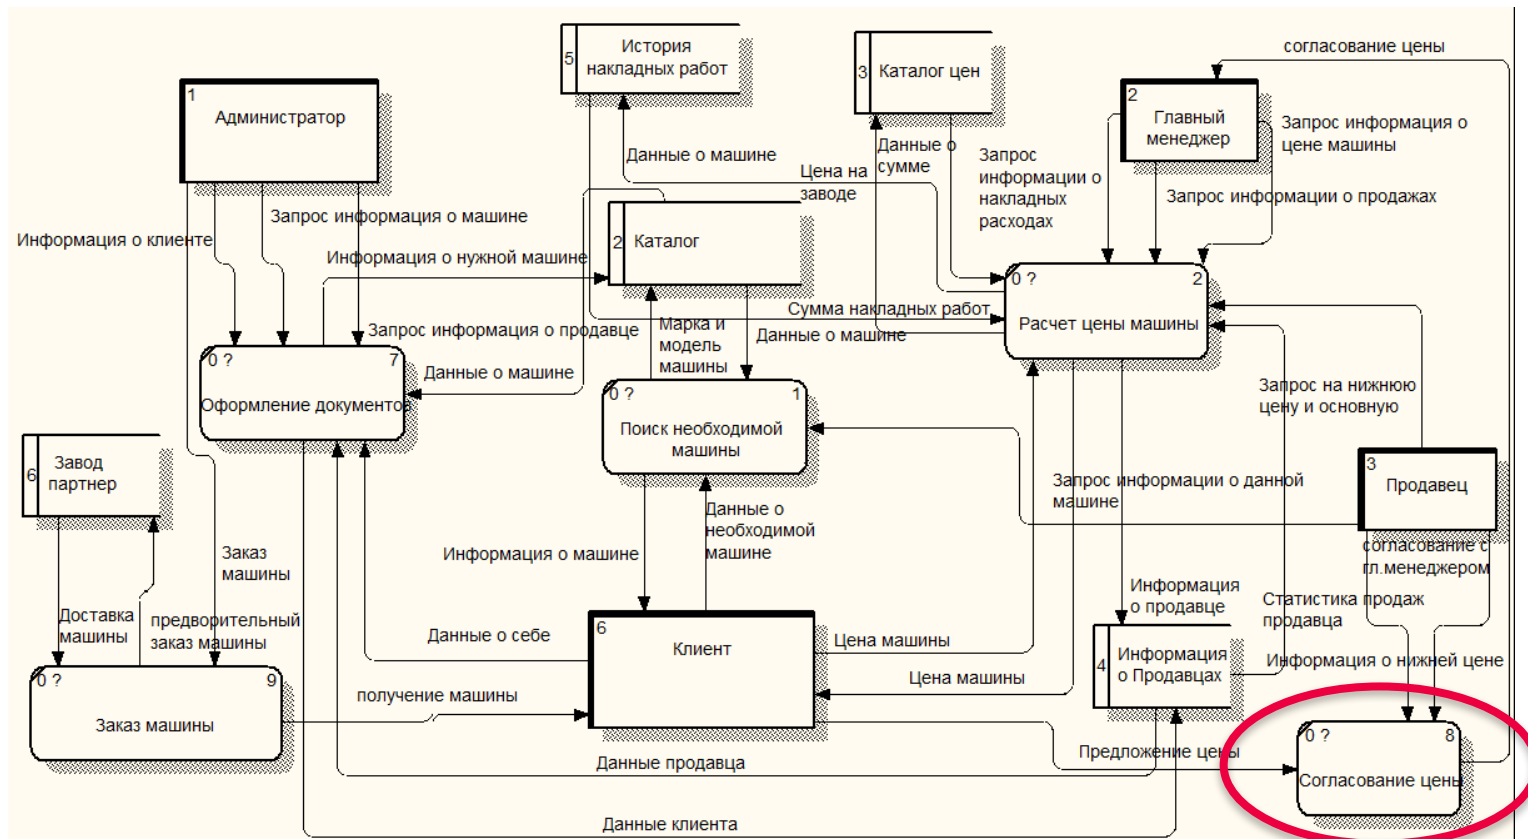 5
История
накладных работ
3
Каталог цен
согласование цены
1
Администратор
2
Главный
менеджер
Запрос информация о
цене машины
Данные о машине
Данные о
сумме
Цена на
заводе
Запрос
информации о
накладных
расходах
Запрос информации о продажах
Запрос информация о машине
Информация о клиенте
2
Каталог
Информация о нужной машине
0 ?
2
Расчет цены машины
Сумма накладных работ
Запрос информация о продавце
Марка и
модель
машины
Данные о машине
0 ?
7
Оформление документов
Данные о машине
0 ?
1
Поиск необходимой
машины
Запрос на нижнюю
цену и основную
6
Завод
партнер
3
Продавец
Запрос информации о данной
машине
Данные о
необходимой
машине
Информация о машине
Заказ
машины
согласование с
гл.менеджером
Доставка
машины
предворительный
заказ машины
Информация
о продавце
Статистика продаж
продавца
Данные о себе
6
Клиент
Цена машины
4
Информация
о Продавцах
Информация о нижней цене
0 ?
9
Заказ машины
получение машины
Цена машины
0 ?
8
Согласование цены
Предложение цены
Данные продавца
Данные клиента